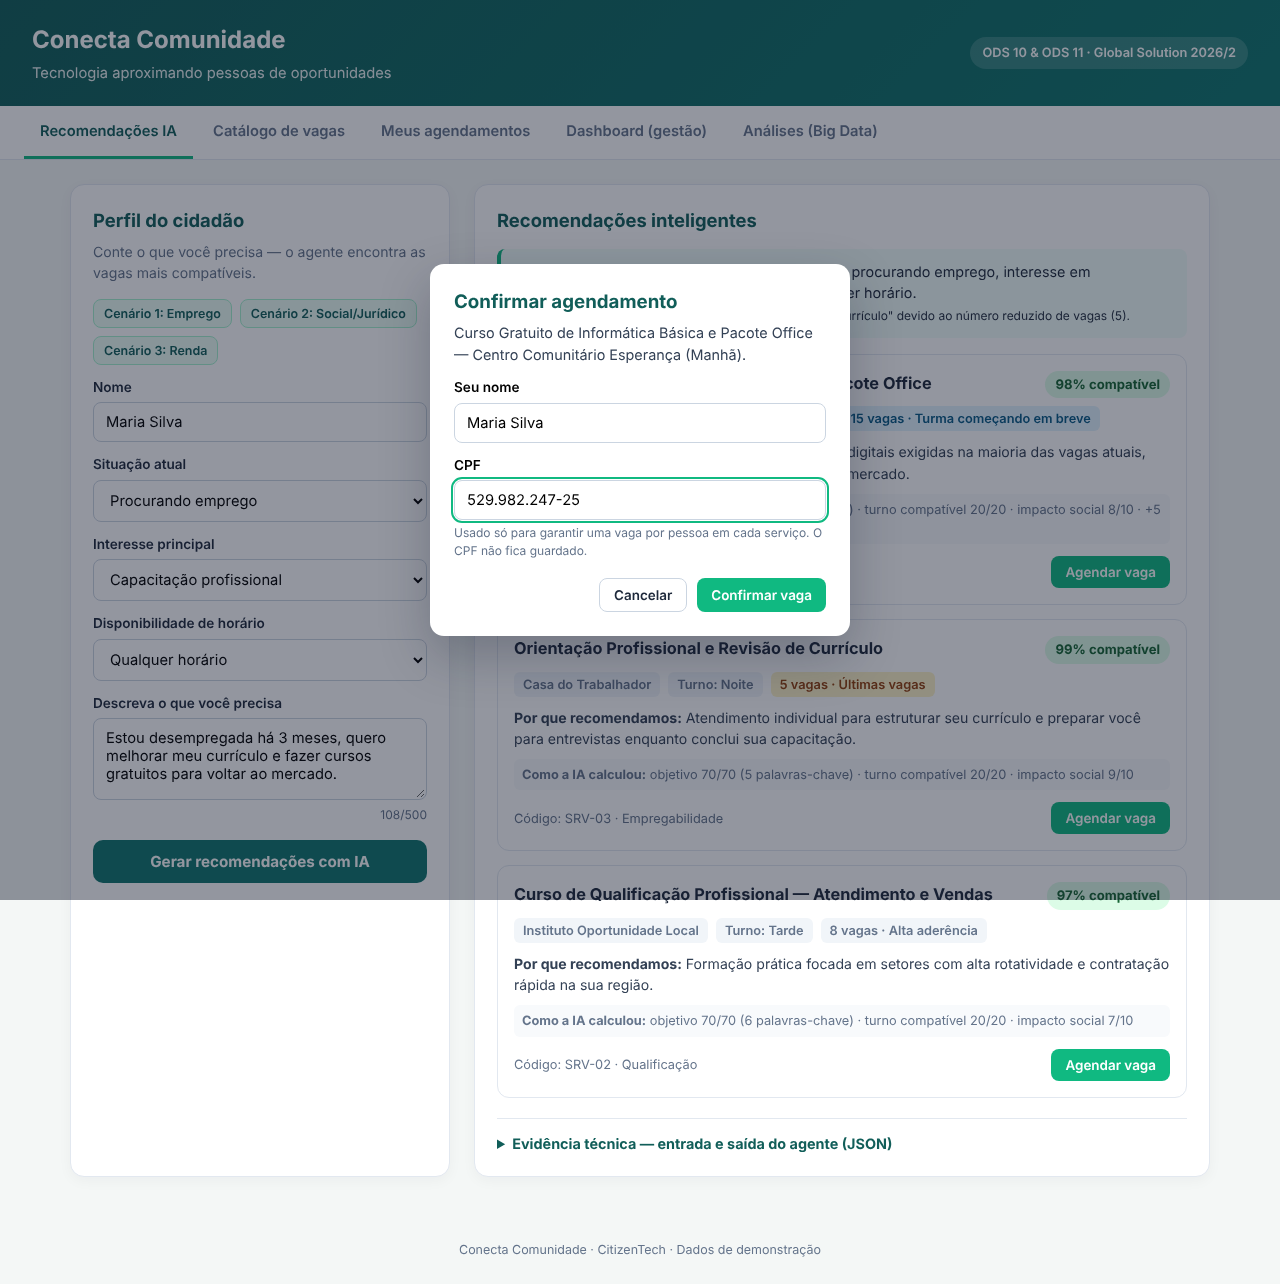 Conecta Comunidade
Tecnologia aproximando pessoas de oportunidades
ODS 10 & ODS 11 · Global Solution 2026/2
Recomendações IA
Catálogo de vagas
Meus agendamentos
Dashboard (gestão)
Análises (Big Data)
Perfil do cidadão
Conte o que você precisa — o agente encontra as
vagas mais compatíveis.
Cenário 1: Emprego
Cenário 2: Social/Jurídico
Cenário 3: Renda
Nome
Maria Silva
Situação atual
Procurando emprego
Interesse principal
Capacitação profissional
Disponibilidade de horário
Qualquer horário
Descreva o que você precisa
Estou desempregada há 3 meses, quero
melhorar meu currículo e fazer cursos
gratuitos para voltar ao mercado.
108/500
Gerar recomendações com IA
Confirmar agendamento
Curso Gratuito de Informática Básica e Pacote Office
— Centro Comunitário Esperança (Manhã).
Seu nome
Maria Silva
CPF
529.982.247-25
Usado só para garantir uma vaga por pessoa em cada serviço. O
CPF não fica guardado.
Cancelar
Confirmar vaga
Recomendações inteligentes
procurando emprego, interesse em
horário.
devido ao número reduzido de vagas (5).
Office
98% compatível
15 vagas · Turma começando em breve
digitais exigidas na maioria das vagas atuais,
mercado.
· turno compatível 20/20 · impacto social 8/10 · +5
Agendar vaga
Orientação Profissional e Revisão de Currículo
99% compatível
Casa do Trabalhador
Turno: Noite
5 vagas · Últimas vagas
Por que recomendamos: Atendimento individual para estruturar seu currículo e preparar você
para entrevistas enquanto conclui sua capacitação.
Como a IA calculou: objetivo 70/70 (5 palavras-chave) · turno compatível 20/20 · impacto social 9/10
Código: SRV-03 · Empregabilidade
Agendar vaga
Curso de Qualificação Profissional — Atendimento e Vendas
97% compatível
Instituto Oportunidade Local
Turno: Tarde
8 vagas · Alta aderência
Por que recomendamos: Formação prática focada em setores com alta rotatividade e contratação
rápida na sua região.
Como a IA calculou: objetivo 70/70 (6 palavras-chave) · turno compatível 20/20 · impacto social 7/10
Código: SRV-02 · Qualificação
Agendar vaga
Evidência técnica — entrada e saída do agente (JSON)
Conecta Comunidade · CitizenTech · Dados de demonstração